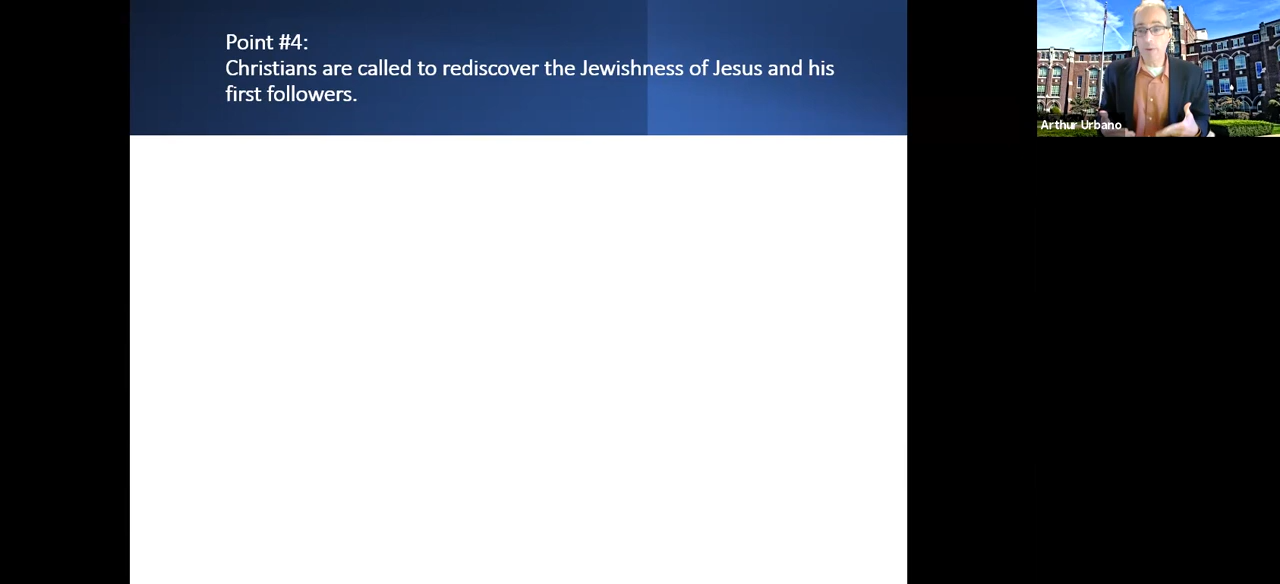 Point #4:
Christians are called to rediscover the Jewishness of Jesus and his
first followers.
Arthur Urbano